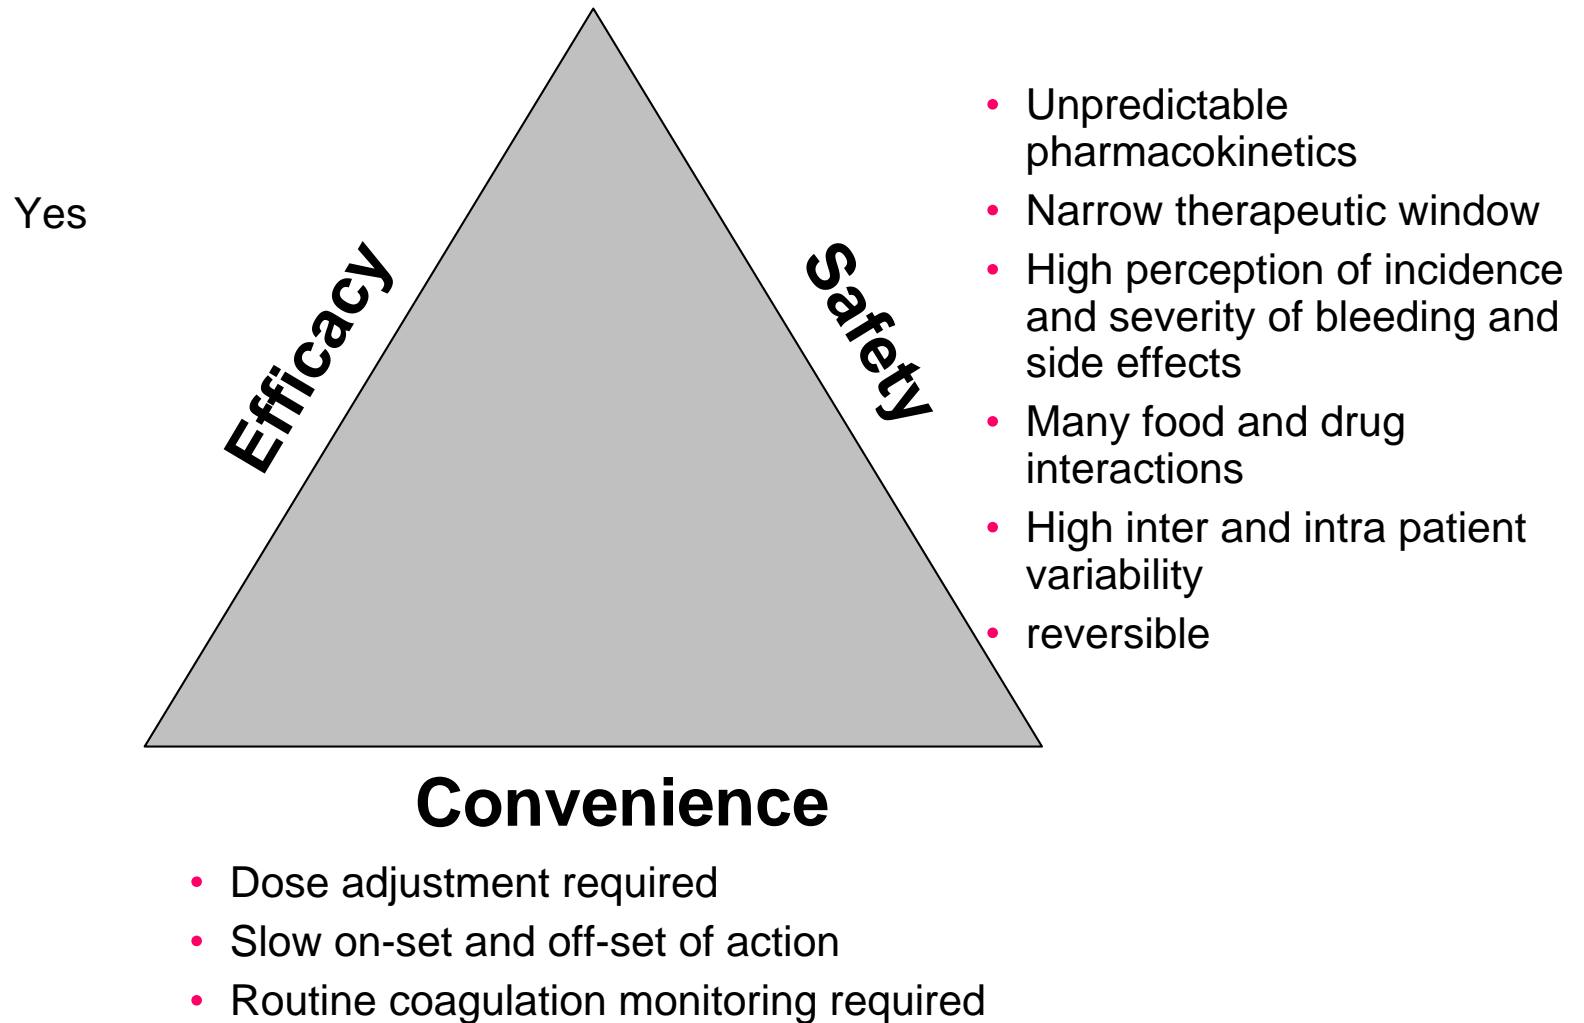 Yes
Efficacy
Safety
• Unpredictable
pharmacokinetics
• Narrow therapeutic window
• High perception of incidence
and severity of bleeding and
side effects
• Many food and drug
interactions
• High inter and intra patient
variability
• reversible
Convenience
• Dose adjustment required
• Slow on-set and off-set of action
• Routine coagulation monitoring required